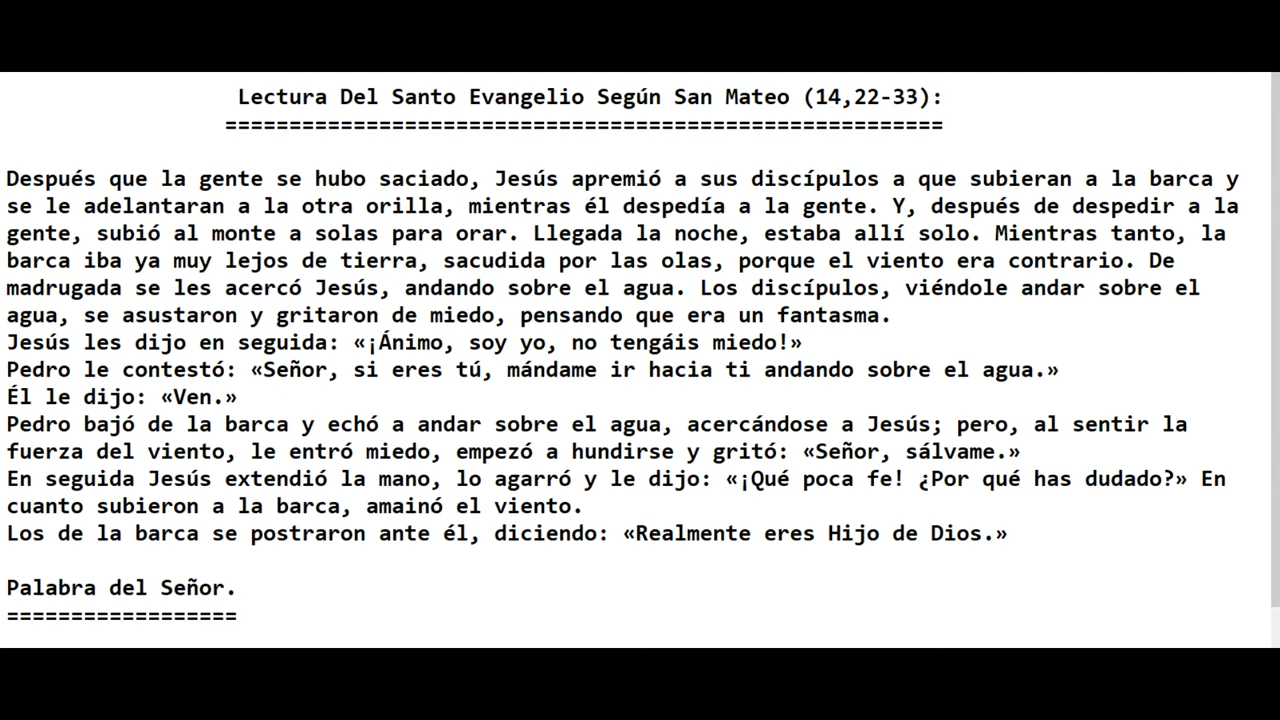 Lectura Del Santo Evangelio Según San Mateo (14,22-33):
========================================================
Después que la gente se hubo saciado, Jesús apremió a sus discípulos a que subieran a la barca y
se le adelantaran a la otra orilla, mientras él despedía a la gente. Y, después de despedir a la
gente, subió al monte a solas para orar. Llegada la noche, estaba allí solo. Mientras tanto, la
barca iba ya muy lejos de tierra, sacudida por las olas, porque el viento era contrario. De
madrugada se les acercó Jesús, andando sobre el agua. Los discípulos, viéndole andar sobre el
agua, se asustaron y gritaron de miedo, pensando que era un fantasma.
Jesús les dijo en seguida: «¡Ánimo, soy yo, no tengáis miedo!»
Pedro le contestó: «Señor, si eres tú, mándame ir hacia ti andando sobre el agua.»
Él le dijo: «Ven.»
Pedro bajó de la barca y echó a andar sobre el agua, acercándose a Jesús; pero, al sentir la
fuerza del viento, le entró miedo, empezó a hundirse y gritó: «Señor, sálvame.»
En seguida Jesús extendió la mano, lo agarró y le dijo: «¡Qué poca fe! ¿Por qué has dudado?» En
cuanto subieron a la barca, amainó el viento.
Los de la barca se postraron ante él, diciendo: «Realmente eres Hijo de Dios.»
Palabra del Señor.
==================